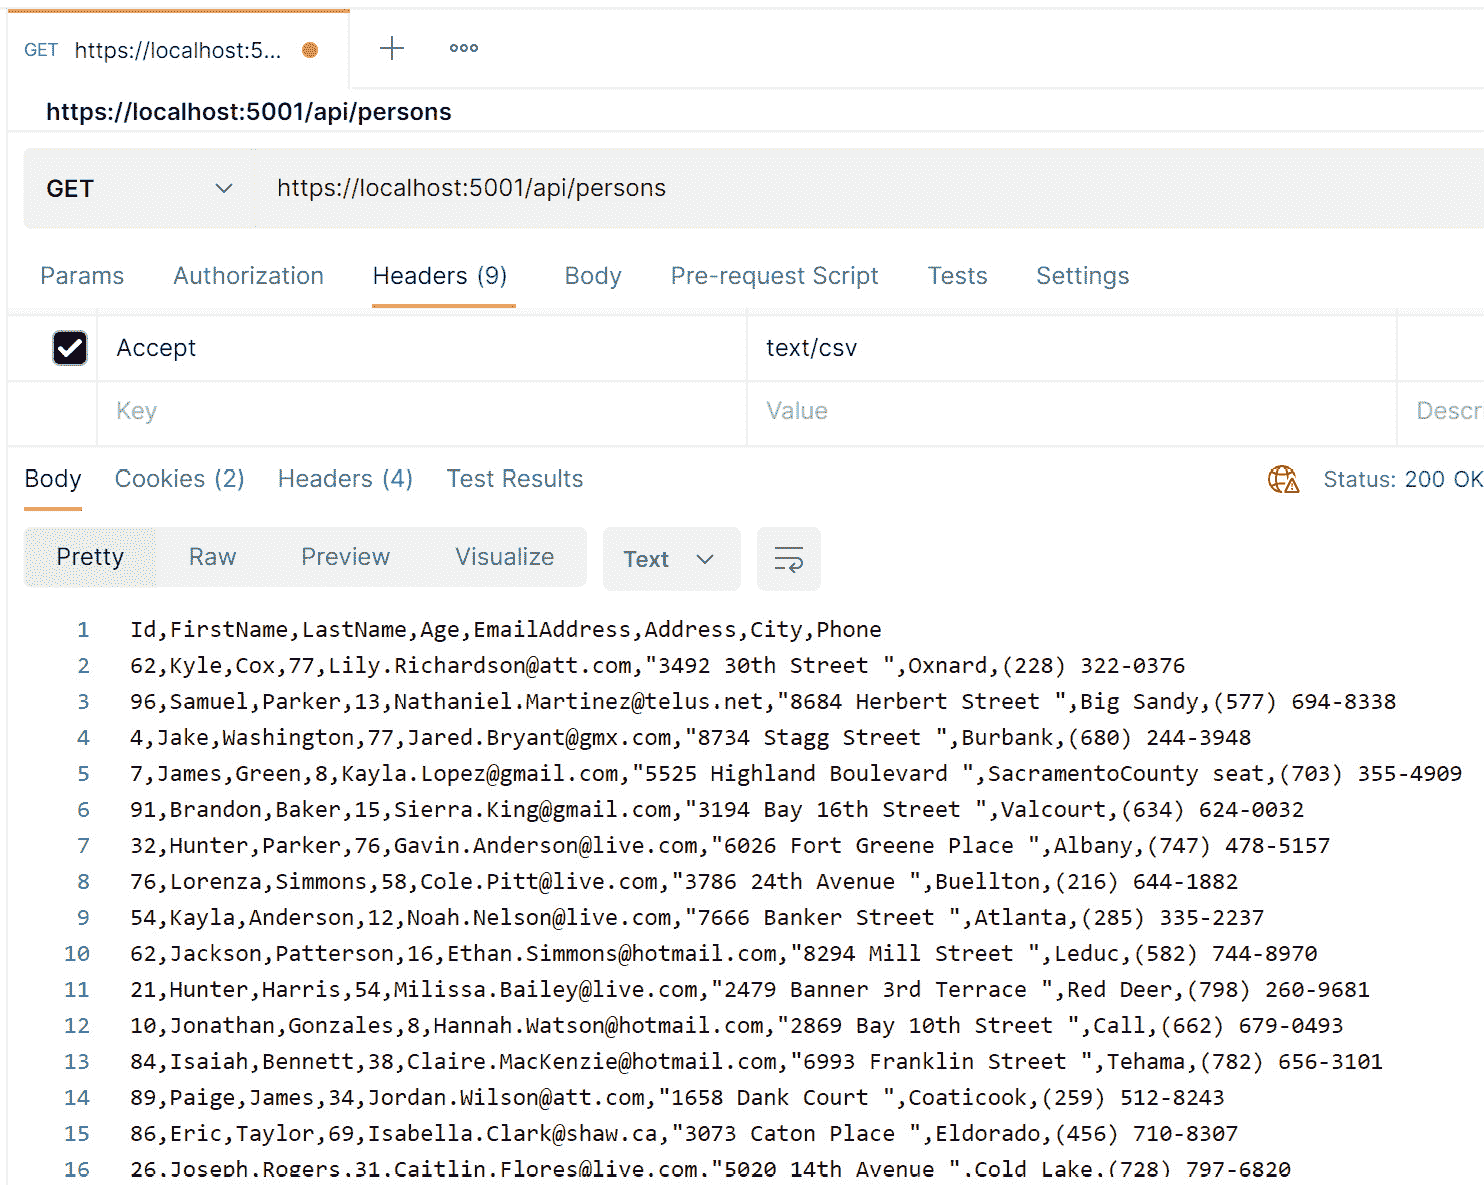 GET https://localhost:5...
https://localhost:5001/api/persons
GET https://localhost:5001/api/persons
Params Authorization Headers (9) Body Pre-request Script Tests Settings
Accept text/csv
Key Value Descr
Body Cookies (2) Headers (4) Test Results Status: 200 OK
Pretty Raw Preview Visualize Text
1 Id,FirstName,LastName,Age,EmailAddress,Address,City,Phone
2 62,Kyle,Cox,77,Lily.Richardson@att.com,"3492 30th Street ",Oxnard,(228) 322-0376
3 96,Samuel,Parker,13,Nathaniel.Martinez@telus.net,"8684 Herbert Street ",Big Sandy,(577) 694-8338
4 4,Jake,Washington,77,Jared.Bryant@gmx.com,"8734 Stagg Street ",Burbank,(680) 244-3948
5 7,James,Green,8,Kayla.Lopez@gmail.com,"5525 Highland Boulevard ",SacramentoCounty seat,(703) 355-4909
6 91,Brandon,Baker,15,Sierra.King@gmail.com,"3194 Bay 16th Street ",Valcourt,(634) 624-0032
7 32,Hunter,Parker,76,Gavin.Anderson@live.com,"6026 Fort Greene Place ",Albany,(747) 478-5157
8 76,Lorenza,Simmons,58,Cole.Pitt@live.com,"3786 24th Avenue ",Buellton,(216) 644-1882
9 54,Kayla,Anderson,12,Noah.Nelson@live.com,"7666 Banker Street ",Atlanta,(285) 335-2237
10 62,Jackson,Patterson,16,Ethan.Simmons@hotmail.com,"8294 Mill Street ",Leduc,(582) 744-8970
11 21,Hunter,Harris,54,Milissa.Bailey@live.com,"2479 Banner 3rd Terrace ",Red Deer,(798) 260-9681
12 10,Jonathan,Gonzales,8,Hannah.Watson@hotmail.com,"2869 Bay 10th Street ",Call,(662) 679-0493
13 84,Isaiah,Bennett,38,Claire.MacKenzie@hotmail.com,"6993 Franklin Street ",Tehama,(782) 656-3101
14 89,Paige,James,34,Jordan.Wilson@att.com,"1658 Dank Court ",Coaticook,(259) 512-8243
15 86,Eric,Taylor,69,Isabella.Clark@shaw.ca,"3073 Caton Place ",Eldorado,(456) 710-8307
16 26,Joseph,Rogers,31,Caitlin.Flores@live.com,"5020 14th Avenue ",Cold Lake,(728) 797-6820